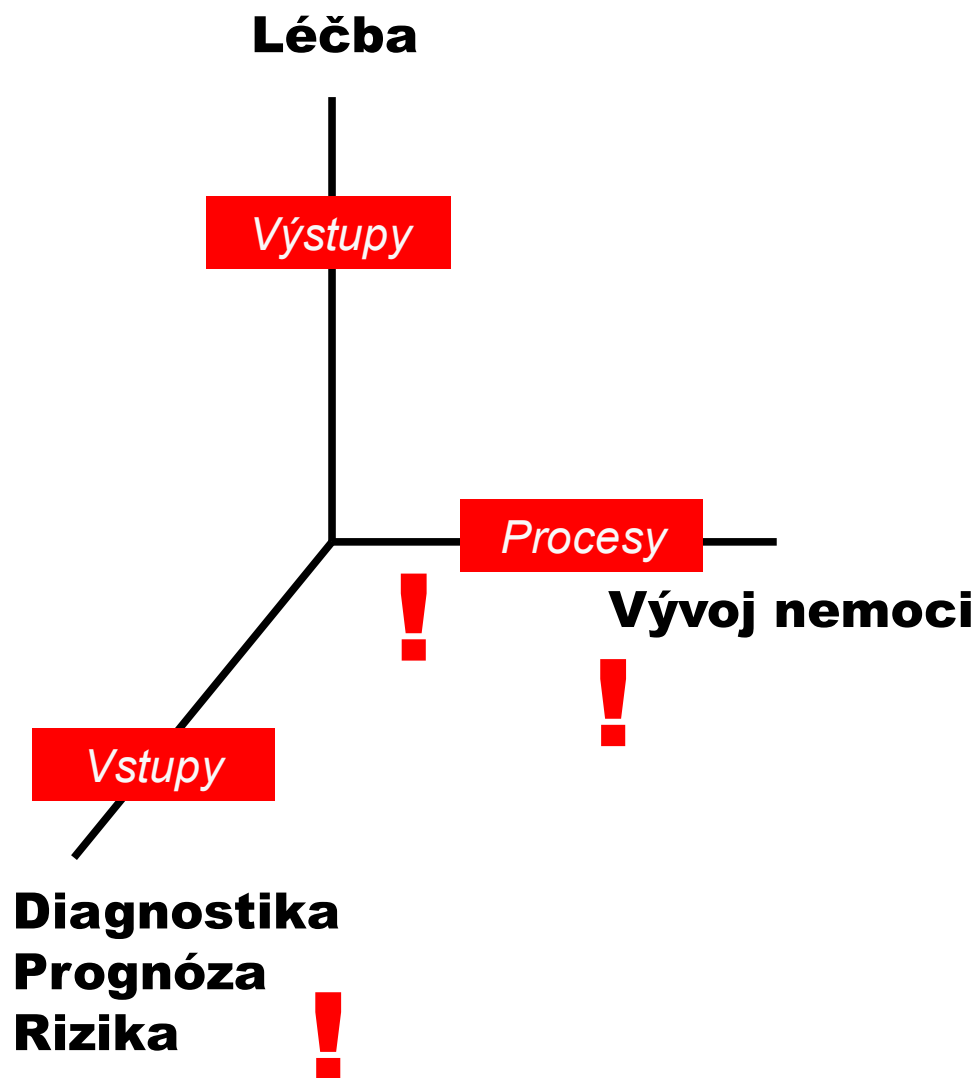 Léčba
Výstupy
Procesy
!
Vývoj nemoci
!
Vstupy
Diagnostika
Prognóza
Rizika
!